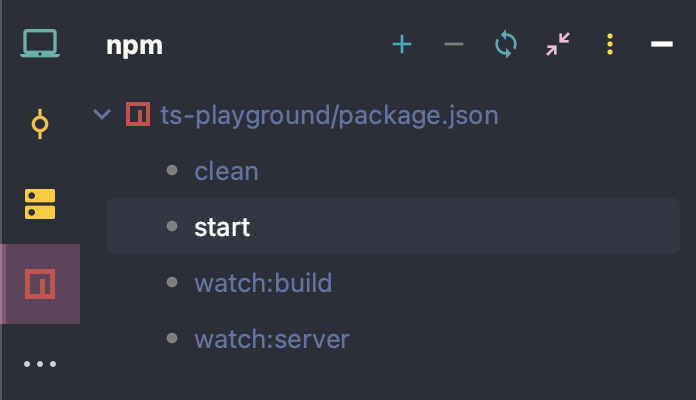 npm
ts-playground/package.json
clean
start
watch:build
watch:server